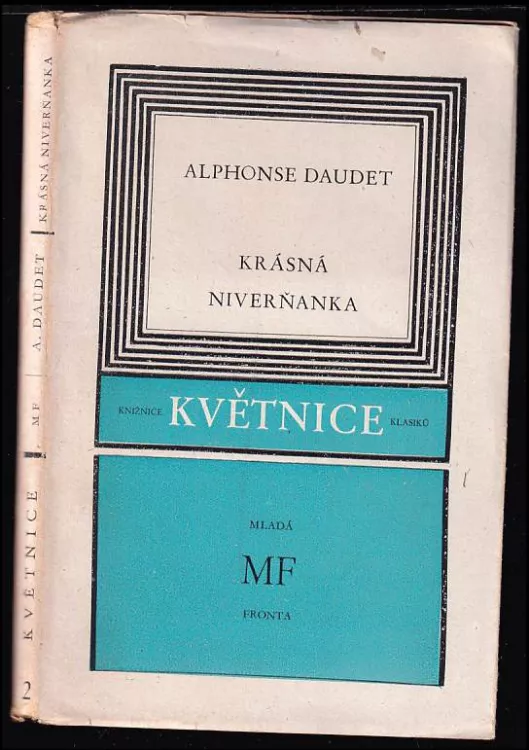 ALPHONSE DAUDET
KRÁSNÁ
NIVERŇANKA
KNIŽNICE KVĚTNICE KLASIKŮ
MLADÁ
MF
FRONTA
2 KVĚTNICE MF A. DAUDET KRÁSNÁ NIVERŇANKA